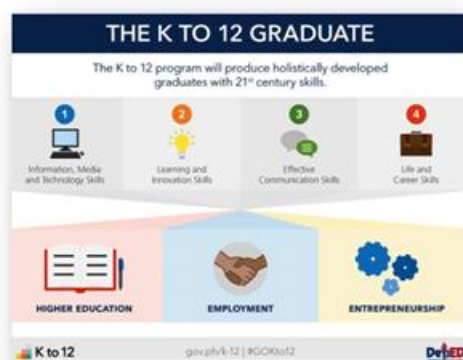 THE K TO 12 GRADUATE
The K to 12 program will produce holistically developed
graduates with 21st century skills.
1
2
3
4
Information, Media
and Technology Skills
Learning and
Innovation Skills
Effective
Communication Skills
Life and
Career Skills
HIGHER EDUCATION
EMPLOYMENT
ENTREPRENEURSHIP
K to 12
gov.ph/k-12 | #GOKto12
DepED